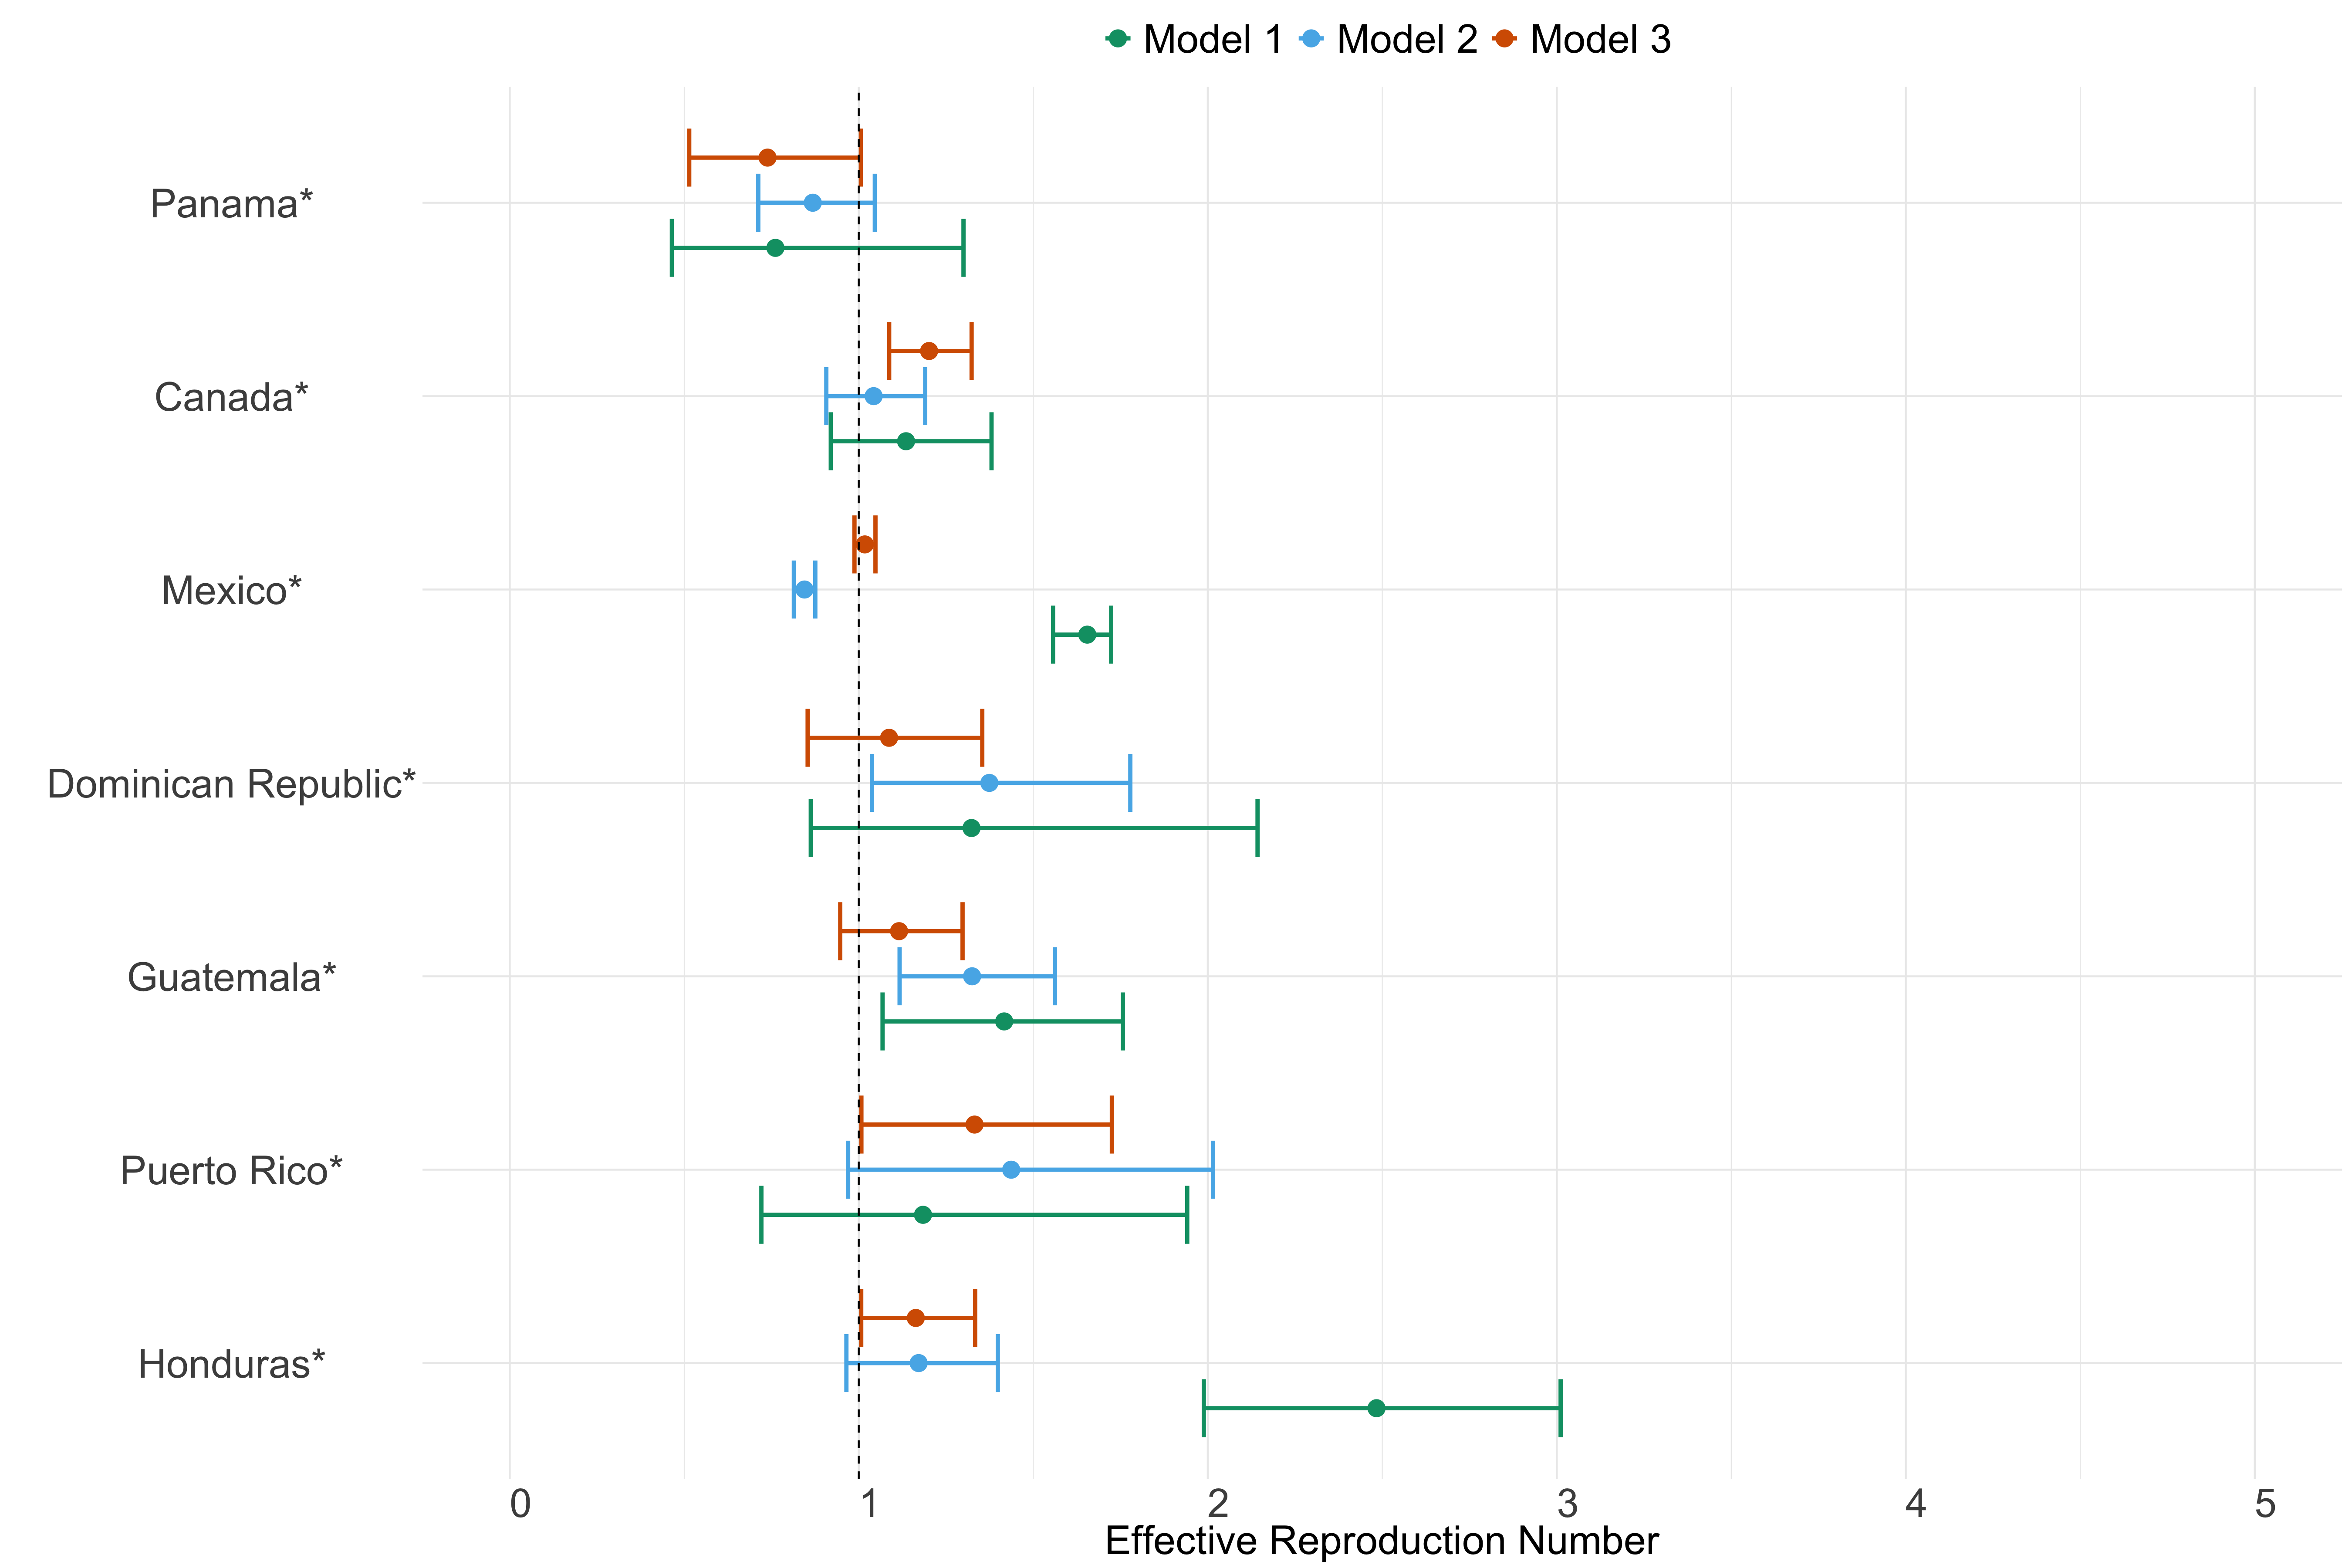 Model 1 Model 2 Model 3
Panama*
Canada*
Mexico*
Dominican Republic*
Guatemala*
Puerto Rico*
Honduras*
0 1 2 3 4 5
Effective Reproduction Number